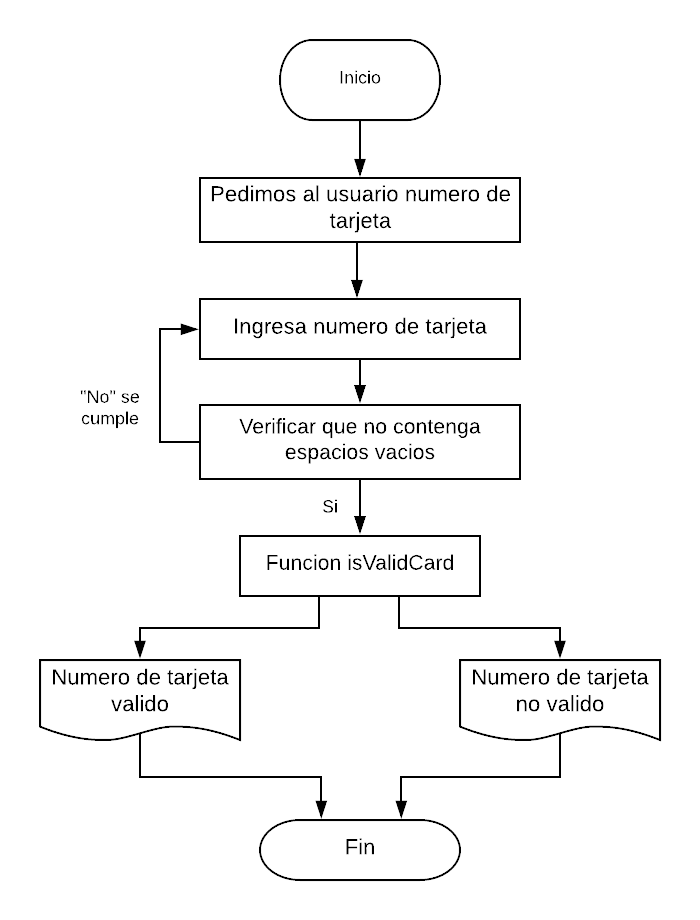 Inicio
Pedimos al usuario numero de
tarjeta
Ingresa numero de tarjeta
"No" se
cumple
Verificar que no contenga
espacios vacios
Si
Funcion isValidCard
Numero de tarjeta
valido
Numero de tarjeta
no valido
Fin